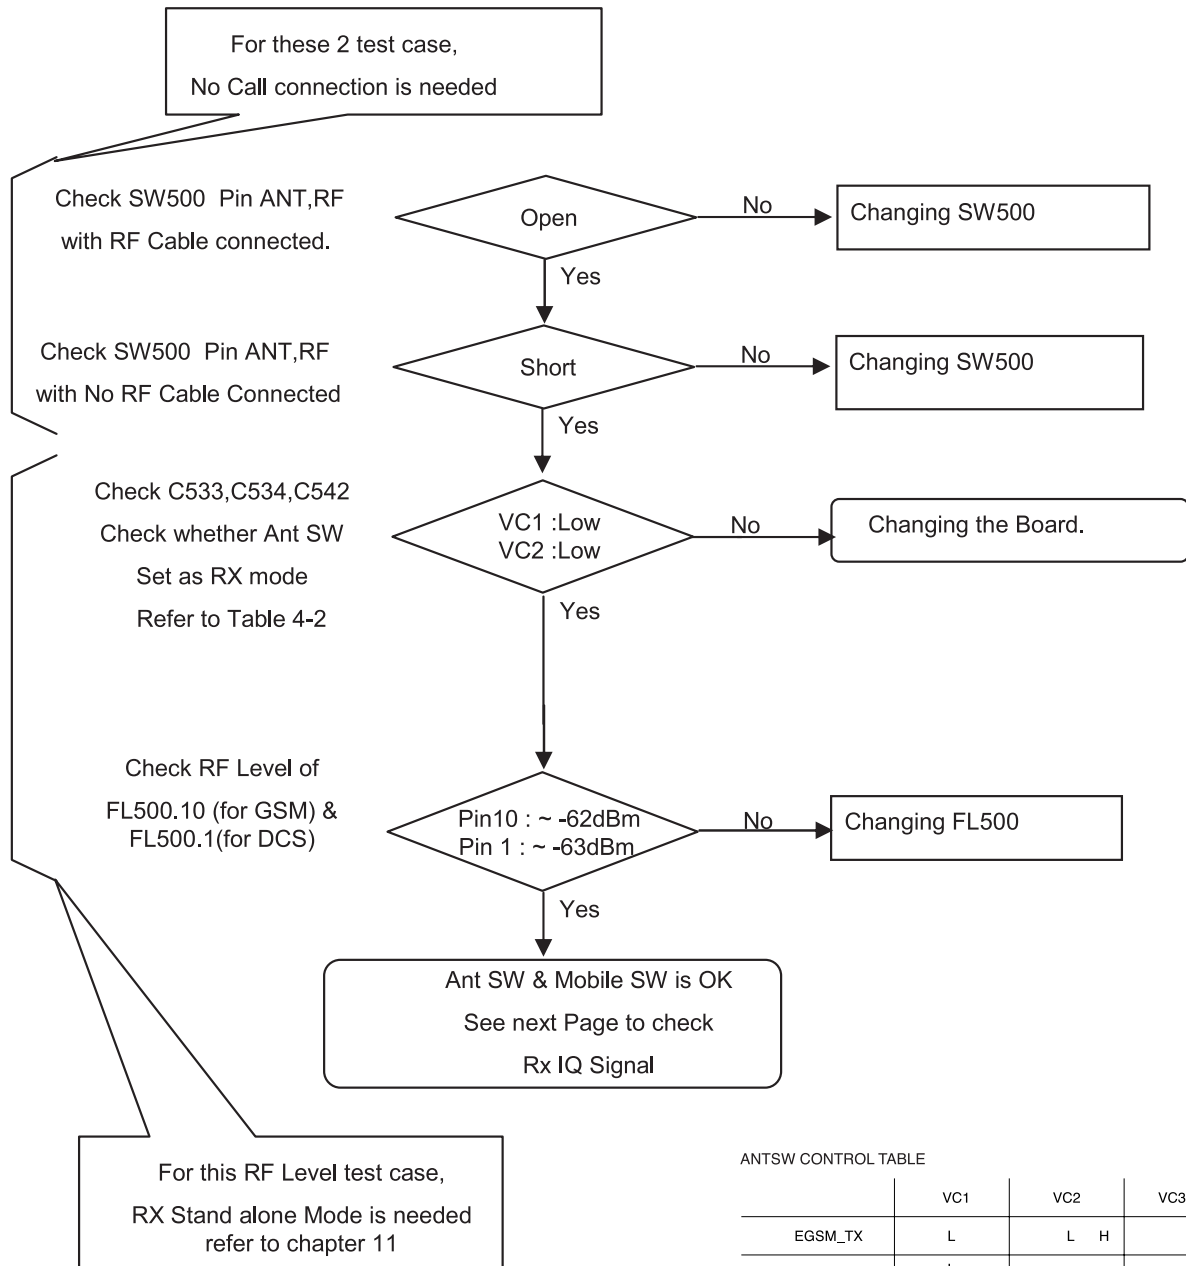 For these 2 test case,
No Call connection is needed
Check SW500 Pin ANT,RF
with RF Cable connected.
Open
No
Changing SW500
Yes
Check SW500 Pin ANT,RF
with No RF Cable Connected
Short
No
Changing SW500
Yes
Check C533,C534,C542
Check whether Ant SW
Set as RX mode
Refer to Table 4-2
VC1 :Low
VC2 :Low
No
Changing the Board.
Yes
Check RF Level of
FL500.10 (for GSM) &
FL500.1(for DCS)
Pin10 : ~ -62dBm
Pin 1 : ~ -63dBm
No
Changing FL500
Yes
Ant SW & Mobile SW is OK
See next Page to check
Rx IQ Signal
For this RF Level test case,
RX Stand alone Mode is needed
refer to chapter 11
ANTSW CONTROL TABLE
VC1 VC2 VC3
EGSM_TX L L H